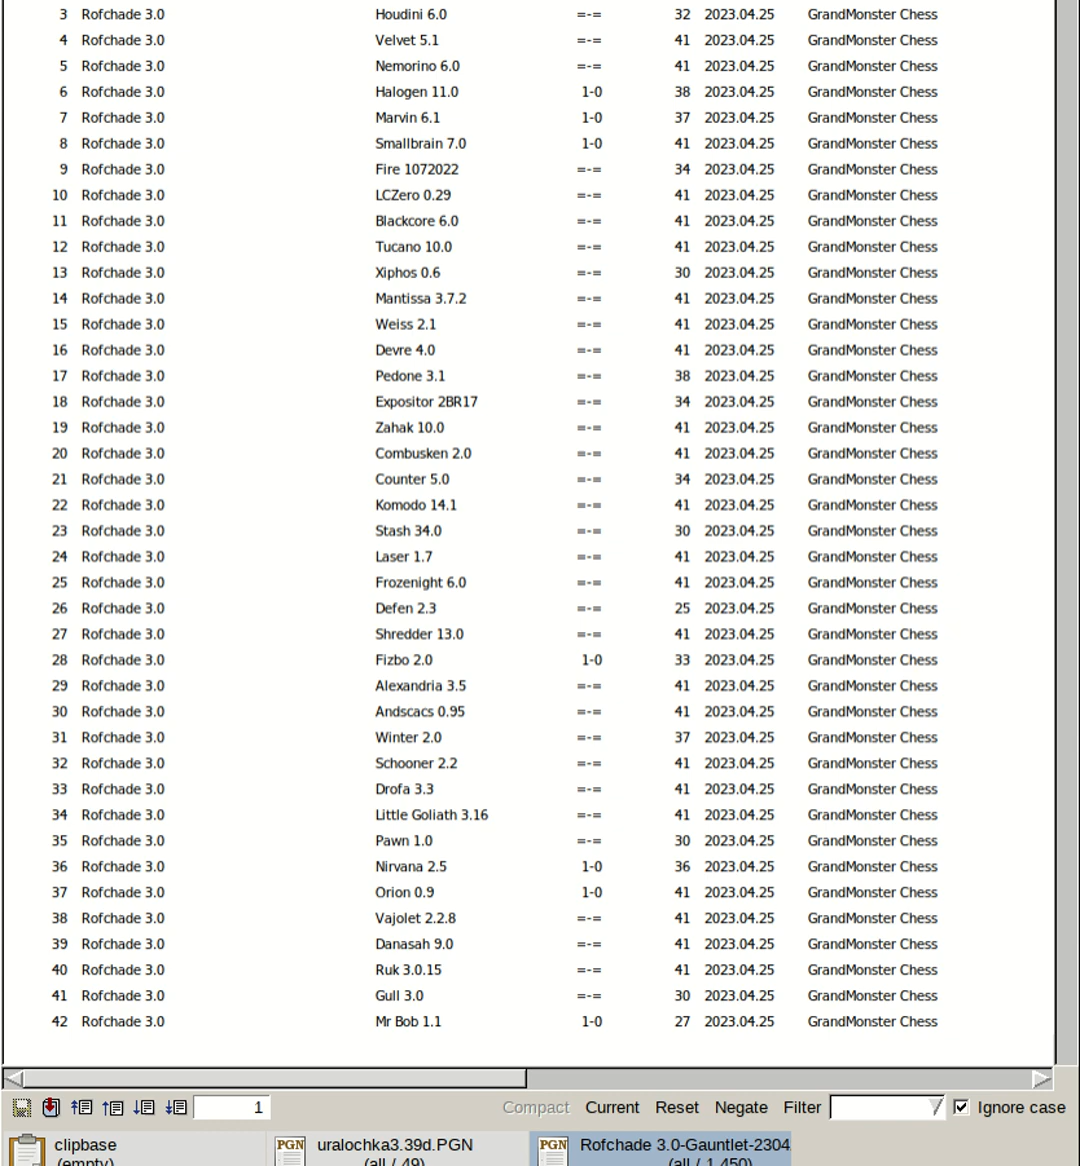 3 Rofchade 3.0 Houdini 6.0 =-= 32 2023.04.25 GrandMonster Chess
4 Rofchade 3.0 Velvet 5.1 =-= 41 2023.04.25 GrandMonster Chess
5 Rofchade 3.0 Nemorino 6.0 =-= 41 2023.04.25 GrandMonster Chess
6 Rofchade 3.0 Halogen 11.0 1-0 38 2023.04.25 GrandMonster Chess
7 Rofchade 3.0 Marvin 6.1 1-0 37 2023.04.25 GrandMonster Chess
8 Rofchade 3.0 Smallbrain 7.0 1-0 41 2023.04.25 GrandMonster Chess
9 Rofchade 3.0 Fire 1072022 =-= 34 2023.04.25 GrandMonster Chess
10 Rofchade 3.0 LCZero 0.29 =-= 41 2023.04.25 GrandMonster Chess
11 Rofchade 3.0 Blackcore 6.0 =-= 41 2023.04.25 GrandMonster Chess
12 Rofchade 3.0 Tucano 10.0 =-= 41 2023.04.25 GrandMonster Chess
13 Rofchade 3.0 Xiphos 0.6 =-= 30 2023.04.25 GrandMonster Chess
14 Rofchade 3.0 Mantissa 3.7.2 =-= 41 2023.04.25 GrandMonster Chess
15 Rofchade 3.0 Weiss 2.1 =-= 41 2023.04.25 GrandMonster Chess
16 Rofchade 3.0 Devre 4.0 =-= 41 2023.04.25 GrandMonster Chess
17 Rofchade 3.0 Pedone 3.1 =-= 38 2023.04.25 GrandMonster Chess
18 Rofchade 3.0 Expositor 2BR17 =-= 34 2023.04.25 GrandMonster Chess
19 Rofchade 3.0 Zahak 10.0 =-= 41 2023.04.25 GrandMonster Chess
20 Rofchade 3.0 Combusken 2.0 =-= 41 2023.04.25 GrandMonster Chess
21 Rofchade 3.0 Counter 5.0 =-= 34 2023.04.25 GrandMonster Chess
22 Rofchade 3.0 Komodo 14.1 =-= 41 2023.04.25 GrandMonster Chess
23 Rofchade 3.0 Stash 34.0 =-= 30 2023.04.25 GrandMonster Chess
24 Rofchade 3.0 Laser 1.7 =-= 41 2023.04.25 GrandMonster Chess
25 Rofchade 3.0 Frozenight 6.0 =-= 41 2023.04.25 GrandMonster Chess
26 Rofchade 3.0 Defen 2.3 =-= 25 2023.04.25 GrandMonster Chess
27 Rofchade 3.0 Shredder 13.0 =-= 41 2023.04.25 GrandMonster Chess
28 Rofchade 3.0 Fizbo 2.0 1-0 33 2023.04.25 GrandMonster Chess
29 Rofchade 3.0 Alexandria 3.5 =-= 41 2023.04.25 GrandMonster Chess
30 Rofchade 3.0 Andscacs 0.95 =-= 41 2023.04.25 GrandMonster Chess
31 Rofchade 3.0 Winter 2.0 =-= 37 2023.04.25 GrandMonster Chess
32 Rofchade 3.0 Schooner 2.2 =-= 41 2023.04.25 GrandMonster Chess
33 Rofchade 3.0 Drofa 3.3 =-= 41 2023.04.25 GrandMonster Chess
34 Rofchade 3.0 Little Goliath 3.16 =-= 41 2023.04.25 GrandMonster Chess
35 Rofchade 3.0 Pawn 1.0 =-= 30 2023.04.25 GrandMonster Chess
36 Rofchade 3.0 Nirvana 2.5 1-0 36 2023.04.25 GrandMonster Chess
37 Rofchade 3.0 Orion 0.9 1-0 41 2023.04.25 GrandMonster Chess
38 Rofchade 3.0 Vajolet 2.2.8 =-= 41 2023.04.25 GrandMonster Chess
39 Rofchade 3.0 Danasah 9.0 =-= 41 2023.04.25 GrandMonster Chess
40 Rofchade 3.0 Ruk 3.0.15 =-= 41 2023.04.25 GrandMonster Chess
41 Rofchade 3.0 Gull 3.0 =-= 30 2023.04.25 GrandMonster Chess
42 Rofchade 3.0 Mr Bob 1.1 1-0 27 2023.04.25 GrandMonster Chess
1 Compact Current Reset Negate Filter Ignore case
clipbase PGN uralochka3.39d.PGN PGN Rofchade 3.0-Gauntlet-2304
(empty) (all / 49) (all / 1,450)